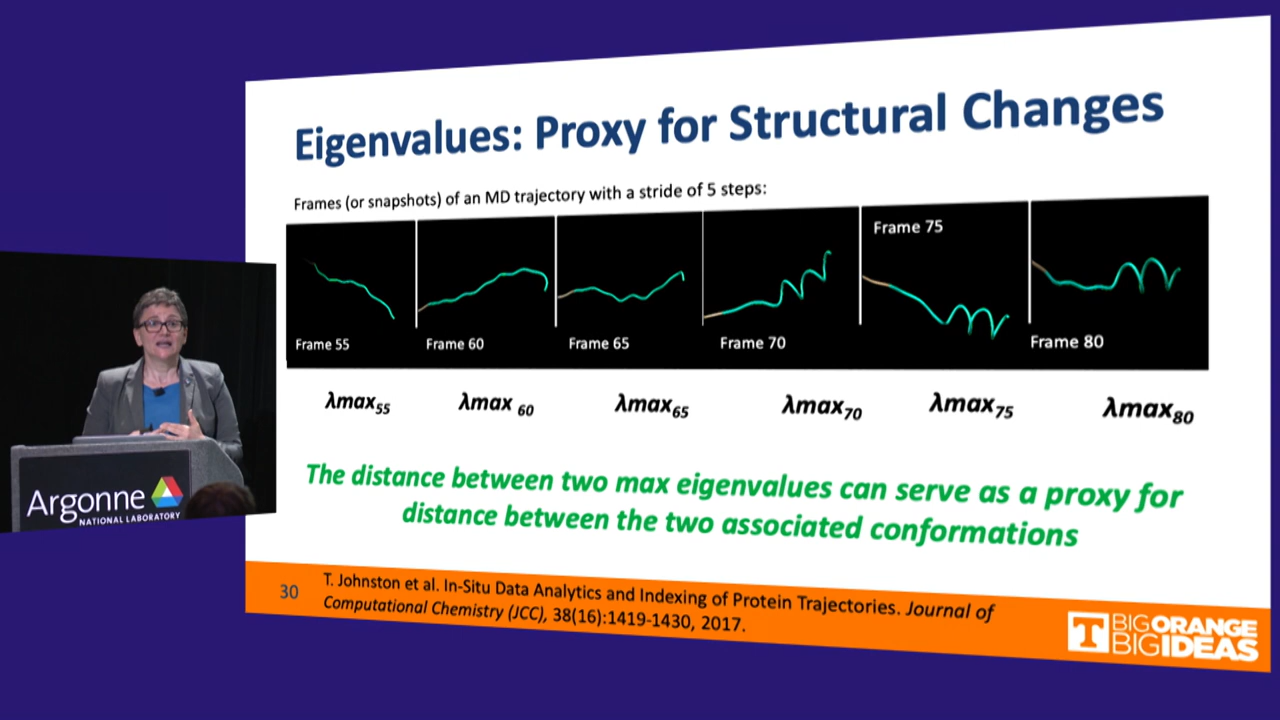 Eigenvalues: Proxy for Structural Changes
Frames (or snapshots) of an MD trajectory with a stride of 5 steps:
Frame 55
Frame 60
Frame 65
Frame 70
Frame 75
Frame 80
λmax55
λmax 60
λmax65
λmax70
λmax75
λmax80
The distance between two max eigenvalues can serve as a proxy for
distance between the two associated conformations
30
T. Johnston et al. In-Situ Data Analytics and Indexing of Protein Trajectories. Journal of
Computational Chemistry (JCC), 38(16):1419-1430, 2017.
T
BIGORANGE
BIGIDEAS
Argonne
NATIONAL LABORATORY